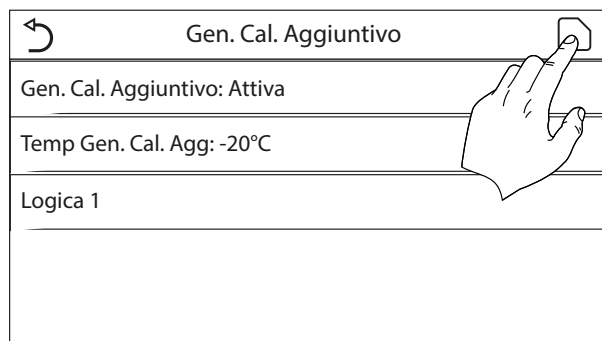 Gen. Cal. Aggiuntivo
Gen. Cal. Aggiuntivo: Attiva
Temp Gen. Cal. Agg: -20°C
Logica 1